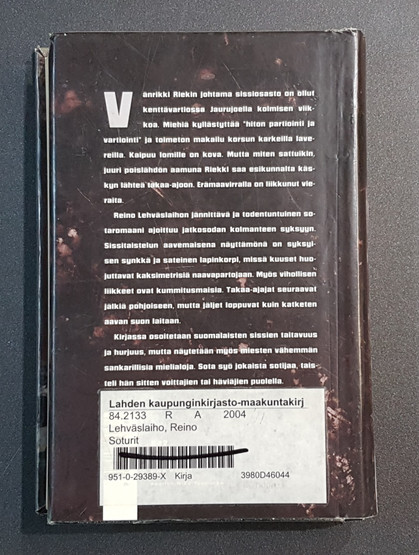 Vänrikki Riekin johtama sissiosasto on ollut
kenttävartiossa Jaurujoella kolmisen viik-
koa. Miehiä kyllästyttää "hiton partiointi ja
vartiointi" ja toimeton makailu korsun karkeilla lave-
reilla. Kaipuu lomille on kova. Mutta miten sattuikin,
juuri poislähdön aamuna Riekki saa esikunnalta käs-
kyn lähteä takaa-ajoon. Erämaavirralla on liikkunut vie-
raita.
Reino Lehväslaihon jännittävä ja todentuntuinen so-
taromaani ajoittuu jatkosodan kolmanteen syksyyn.
Sissitaistelun aavemaisena näyttämönä on syksyi-
sen synkkä ja sateinen lapinkorpi, missä kuuset huo-
juttavat kaksimetrisiä naavapartojaan. Myös vihollisen
liikkeet ovat kummitusmaisia. Takaa-ajajat seuraavat
jälkiä pohjoiseen, mutta jäljet loppuvat kuin katketen
aavan suon laitaan.
Kirjassa osoitetaan suomalaisten sissien taitavuus
ja hurjuus, mutta näytetään myös miesten vähemmän
sankarillisia mielialoja. Sota syö jokaista sotijaa, tais-
teli hän sitten voittajien tai häviäjien puolella.
Lahden kaupunginkirjasto-maakuntakirj
84.2133 R A 2004
Lehväslaiho, Reino
Soturit
951-0-29389-X Kirja 3980D46044